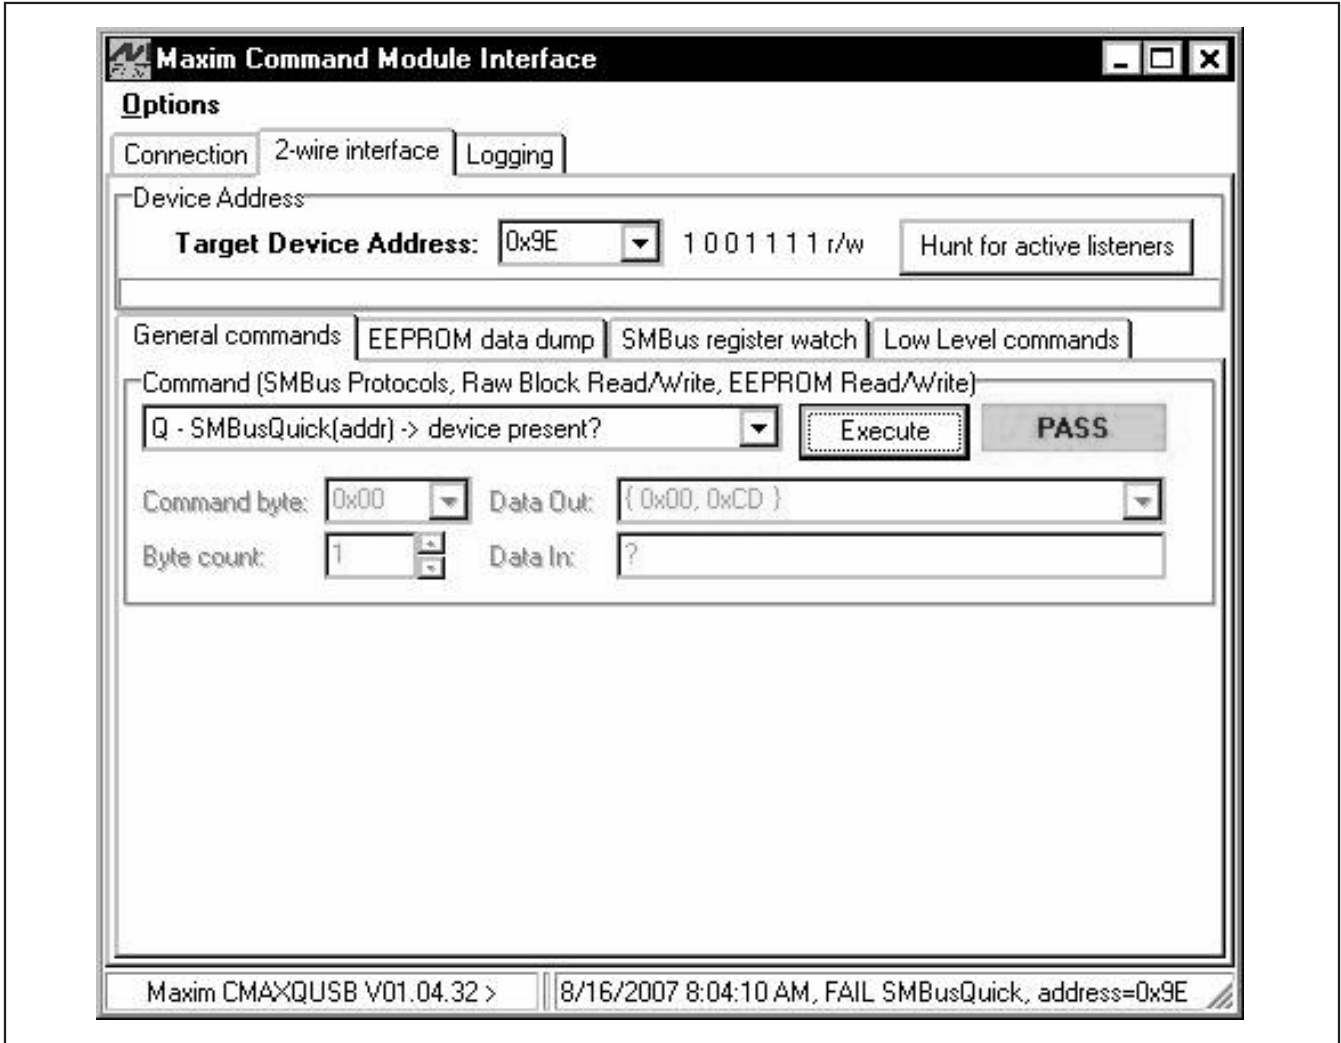 Maxim Command Module Interface
Options
Connection 2-wire interface Logging
Device Address
Target Device Address: 0x9E 1 0 0 1 1 1 1 r/w Hunt for active listeners
General commands EEPROM data dump SMBus register watch Low Level commands
Command (SMBus Protocols, Raw Block Read/Write, EEPROM Read/Write)
Q - SMBusQuick(addr) -> device present? Execute PASS
Command byte: 0x00 Data Out: { 0x00, 0xCD }
Byte count: 1 Data In: ?
Maxim CMAXQUSB V01.04.32 > 8/16/2007 8:04:10 AM, FAIL SMBusQuick, address=0x9E